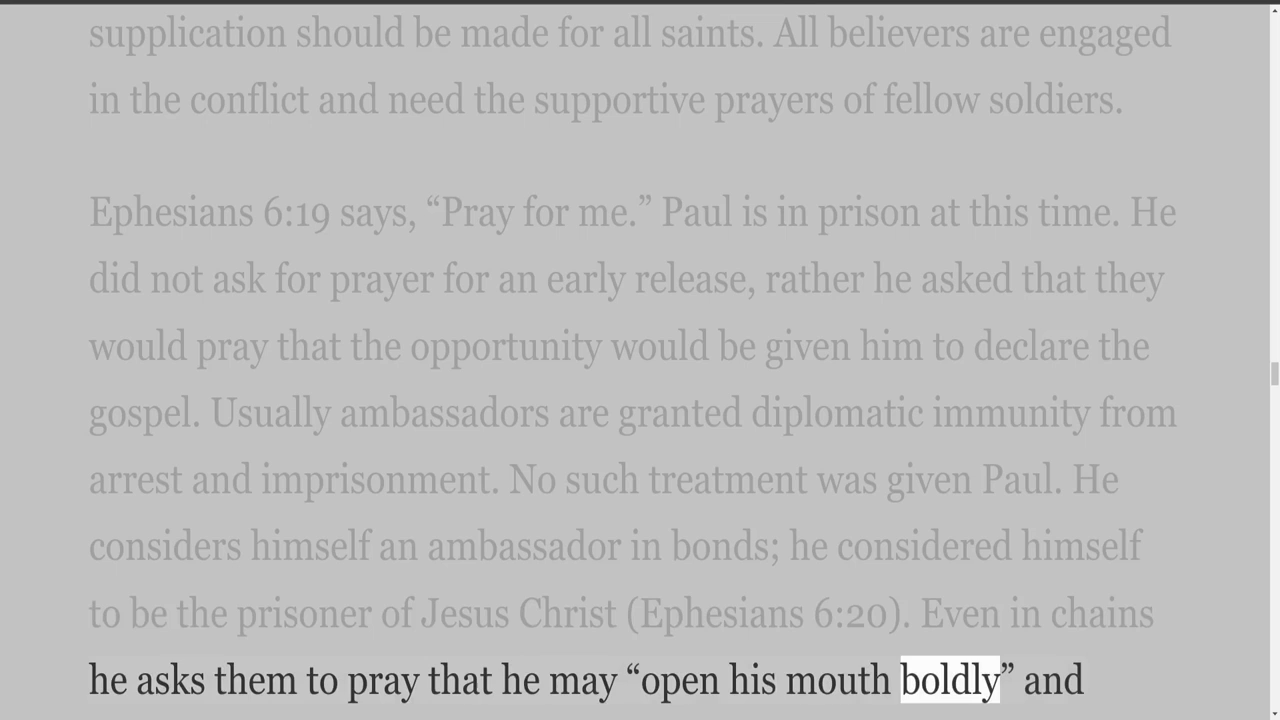 supplication should be made for all saints. All believers are engaged
in the conflict and need the supportive prayers of fellow soldiers.
Ephesians 6:19 says, “Pray for me.” Paul is in prison at this time. He
did not ask for prayer for an early release, rather he asked that they
would pray that the opportunity would be given him to declare the
gospel. Usually ambassadors are granted diplomatic immunity from
arrest and imprisonment. No such treatment was given Paul. He
considers himself an ambassador in bonds; he considered himself
to be the prisoner of Jesus Christ (Ephesians 6:20). Even in chains
he asks them to pray that he may “open his mouth boldly” and